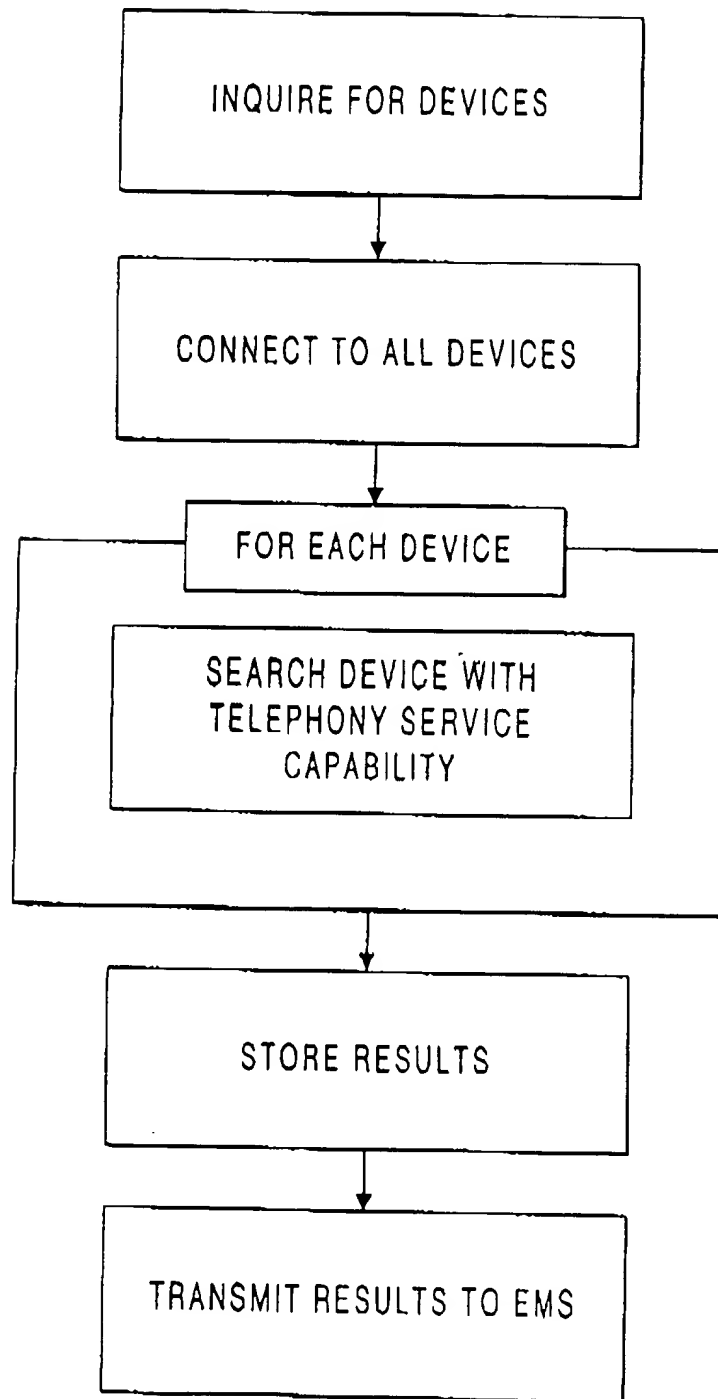 INQUIRE FOR DEVICES
CONNECT TO ALL DEVICES
FOR EACH DEVICE
SEARCH DEVICE WITH
TELEPHONY SERVICE
CAPABILITY
STORE RESULTS
TRANSMIT RESULTS TO EMS